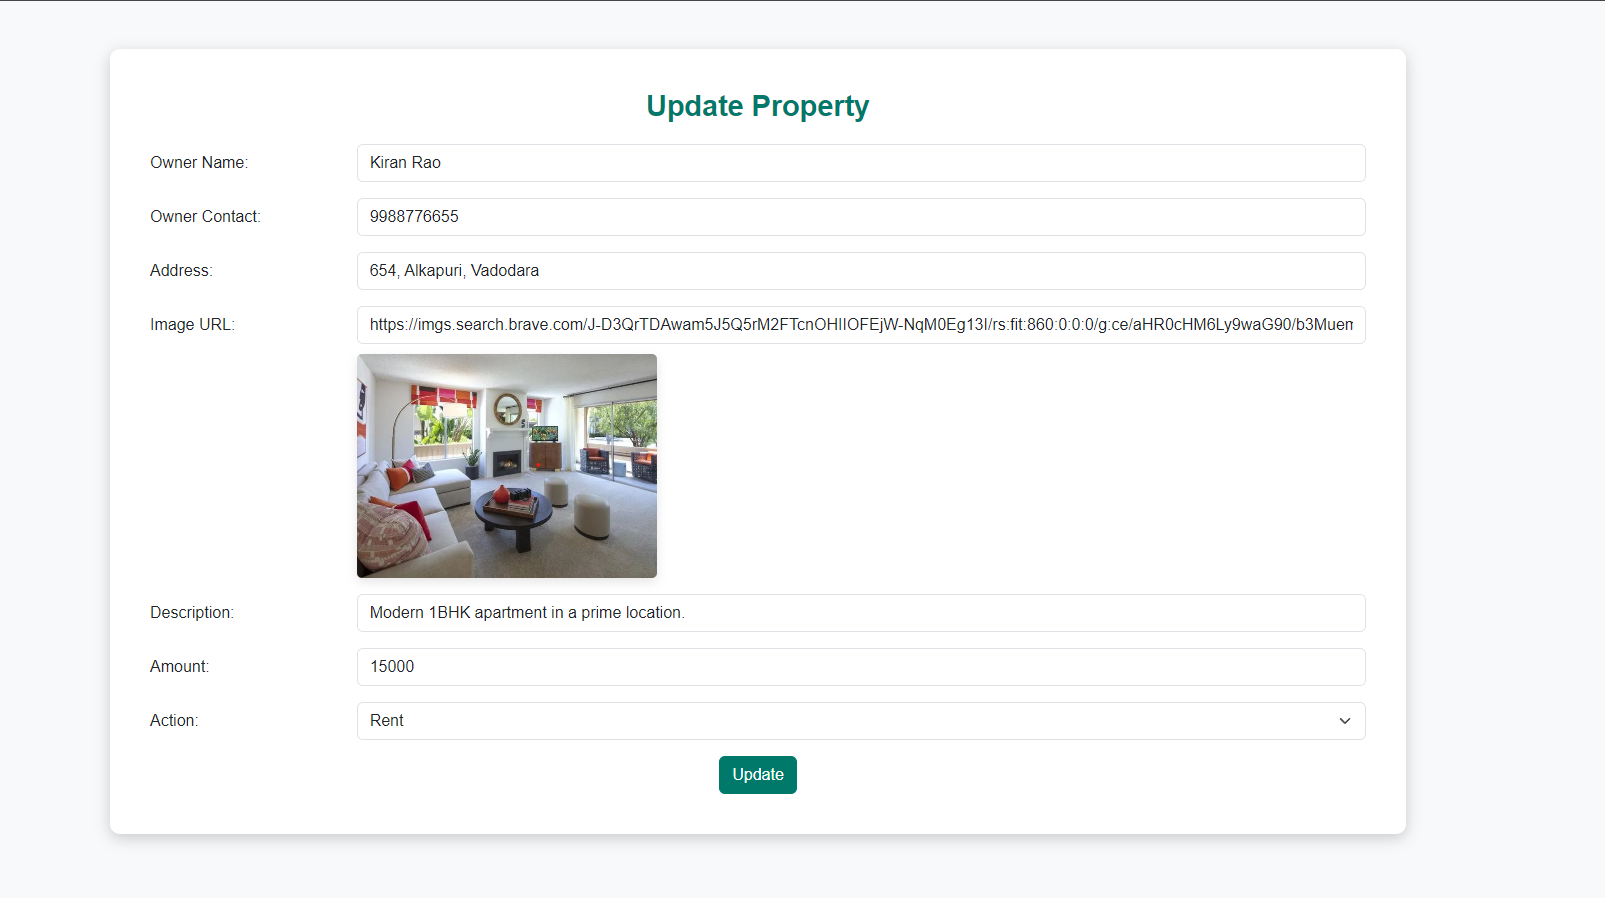 Update Property
Owner Name: Kiran Rao
Owner Contact: 9988776655
Address: 654, Alkapuri, Vadodara
Image URL: https://imgs.search.brave.com/J-D3QrTDAwam5J5Q5rM2FTcnOHIIOFEjW-NqM0Eg13I/rs:fit:860:0:0:0/g:ce/aHR0cHM6Ly9waG90/b3Muem
Description: Modern 1BHK apartment in a prime location.
Amount: 15000
Action: Rent
Update